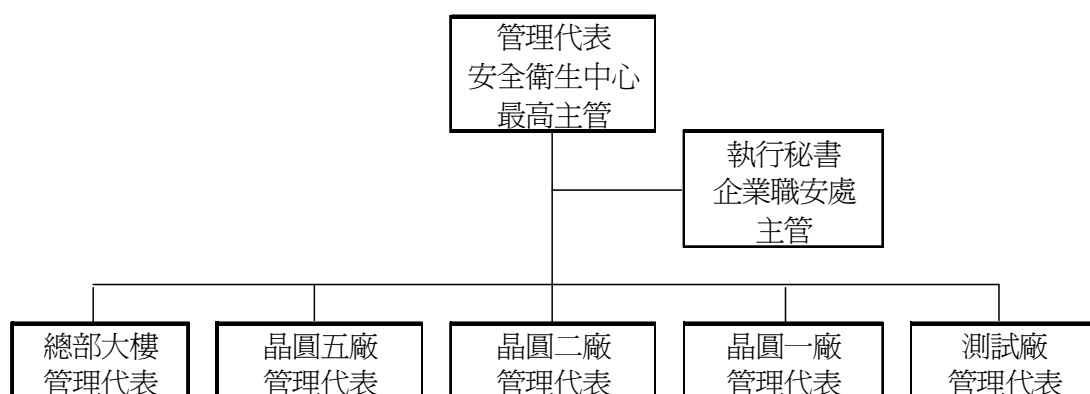 管理代表
安全衛生中心
最高主管
執行秘書
企業職安處
主管
總部大樓
管理代表
晶圓五廠
管理代表
晶圓二廠
管理代表
晶圓一廠
管理代表
測試廠
管理代表